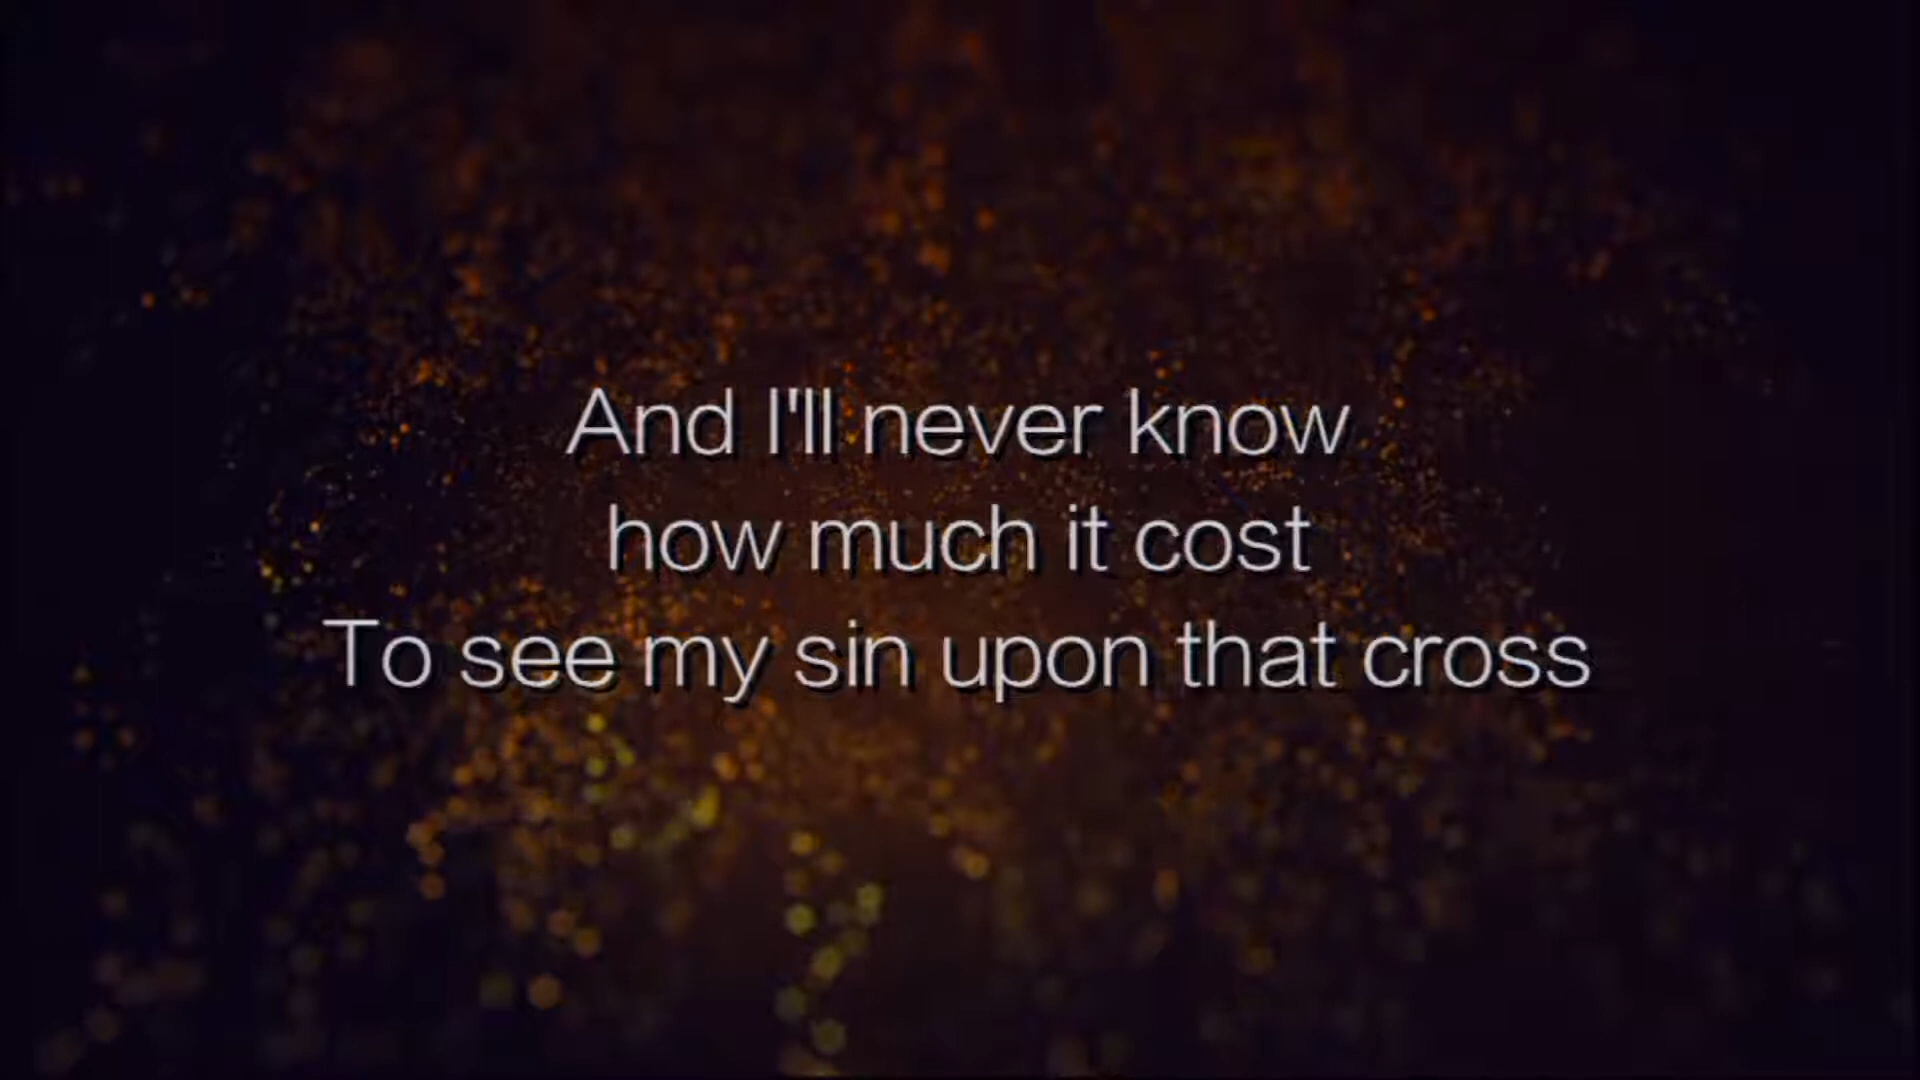 And I'll never know
how much it cost
To see my sin upon that cross